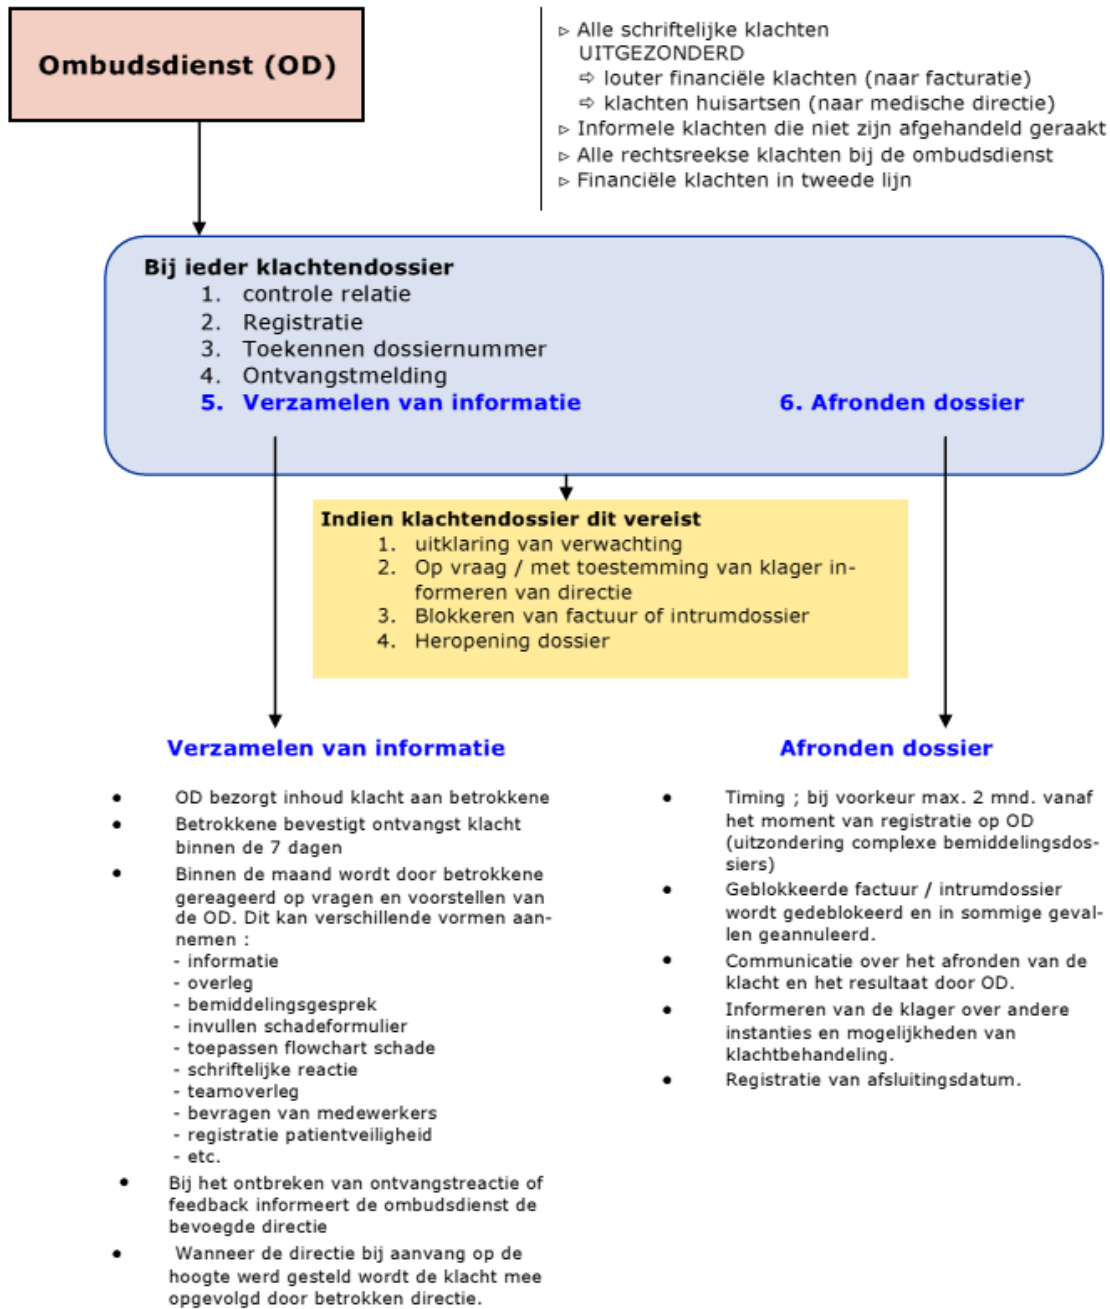 Ombudsdienst (OD)
▹ Alle schriftelijke klachten
UITGEZONDERD
⇨ louter financiële klachten (naar facturatie)
⇨ klachten huisartsen (naar medische directie)
▹ Informele klachten die niet zijn afgehandeld geraakt
▹ Alle rechtsreekse klachten bij de ombudsdienst
▹ Financiële klachten in tweede lijn
Bij ieder klachtendossier
1. controle relatie
2. Registratie
3. Toekennen dossiernummer
4. Ontvangstmelding
5. Verzamelen van informatie
6. Afronden dossier
Indien klachtendossier dit vereist
1. uitklaring van verwachting
2. Op vraag / met toestemming van klager in-
formeren van directie
3. Blokkeren van factuur of intrumdossier
4. Heropening dossier
Verzamelen van informatie
• OD bezorgt inhoud klacht aan betrokkene
• Betrokkene bevestigt ontvangst klacht
binnen de 7 dagen
• Binnen de maand wordt door betrokkene
gereageerd op vragen en voorstellen van
de OD. Dit kan verschillende vormen aan-
nemen :
- informatie
- overleg
- bemiddelingsgesprek
- invullen schadeformulier
- toepassen flowchart schade
- schriftelijke reactie
- teamoverleg
- bevragen van medewerkers
- registratie patientveiligheid
- etc.
• Bij het ontbreken van ontvangstreactie of
feedback informeert de ombudsdienst de
bevoegde directie
• Wanneer de directie bij aanvang op de
hoogte werd gesteld wordt de klacht mee
opgevolgd door betrokken directie.
Afronden dossier
• Timing ; bij voorkeur max. 2 mnd. vanaf
het moment van registratie op OD
(uitzondering complexe bemiddelingsdos-
siers)
• Geblokkeerde factuur / intrumdossier
wordt gedeblokeerd en in sommige geval-
len geannuleerd.
• Communicatie over het afronden van de
klacht en het resultaat door OD.
• Informeren van de klager over andere
instanties en mogelijkheden van
klachtbehandeling.
• Registratie van afsluitingsdatum.